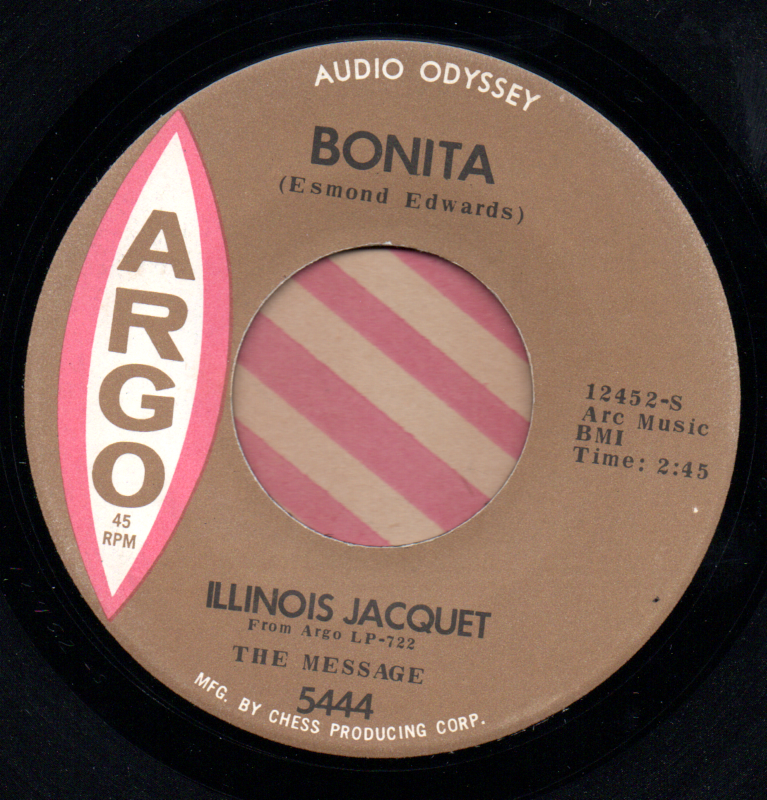 AUDIO ODYSSEY
BONITA
(Esmond Edwards)
ARGO
45
RPM
12452-S
Arc Music
BMI
Time: 2:45
ILLINOIS JACQUET
From Argo LP-722
THE MESSAGE
5444
MFG. BY CHESS PRODUCING CORP.